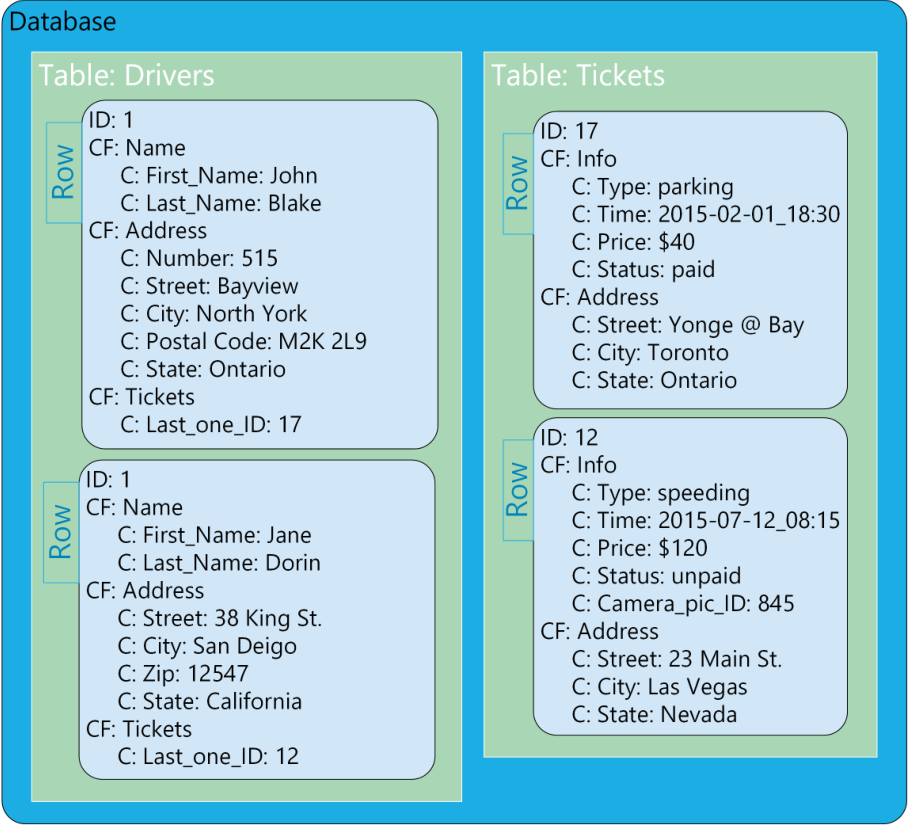 Database
Table: Drivers
Row
ID: 1
CF: Name
C: First_Name: John
C: Last_Name: Blake
CF: Address
C: Number: 515
C: Street: Bayview
C: City: North York
C: Postal Code: M2K 2L9
C: State: Ontario
CF: Tickets
C: Last_one_ID: 17
Row
ID: 1
CF: Name
C: First_Name: Jane
C: Last_Name: Dorin
CF: Address
C: Street: 38 King St.
C: City: San Deigo
C: Zip: 12547
C: State: California
CF: Tickets
C: Last_one_ID: 12
Table: Tickets
Row
ID: 17
CF: Info
C: Type: parking
C: Time: 2015-02-01_18:30
C: Price: $40
C: Status: paid
CF: Address
C: Street: Yonge @ Bay
C: City: Toronto
C: State: Ontario
Row
ID: 12
CF: Info
C: Type: speeding
C: Time: 2015-07-12_08:15
C: Price: $120
C: Status: unpaid
C: Camera_pic_ID: 845
CF: Address
C: Street: 23 Main St.
C: City: Las Vegas
C: State: Nevada